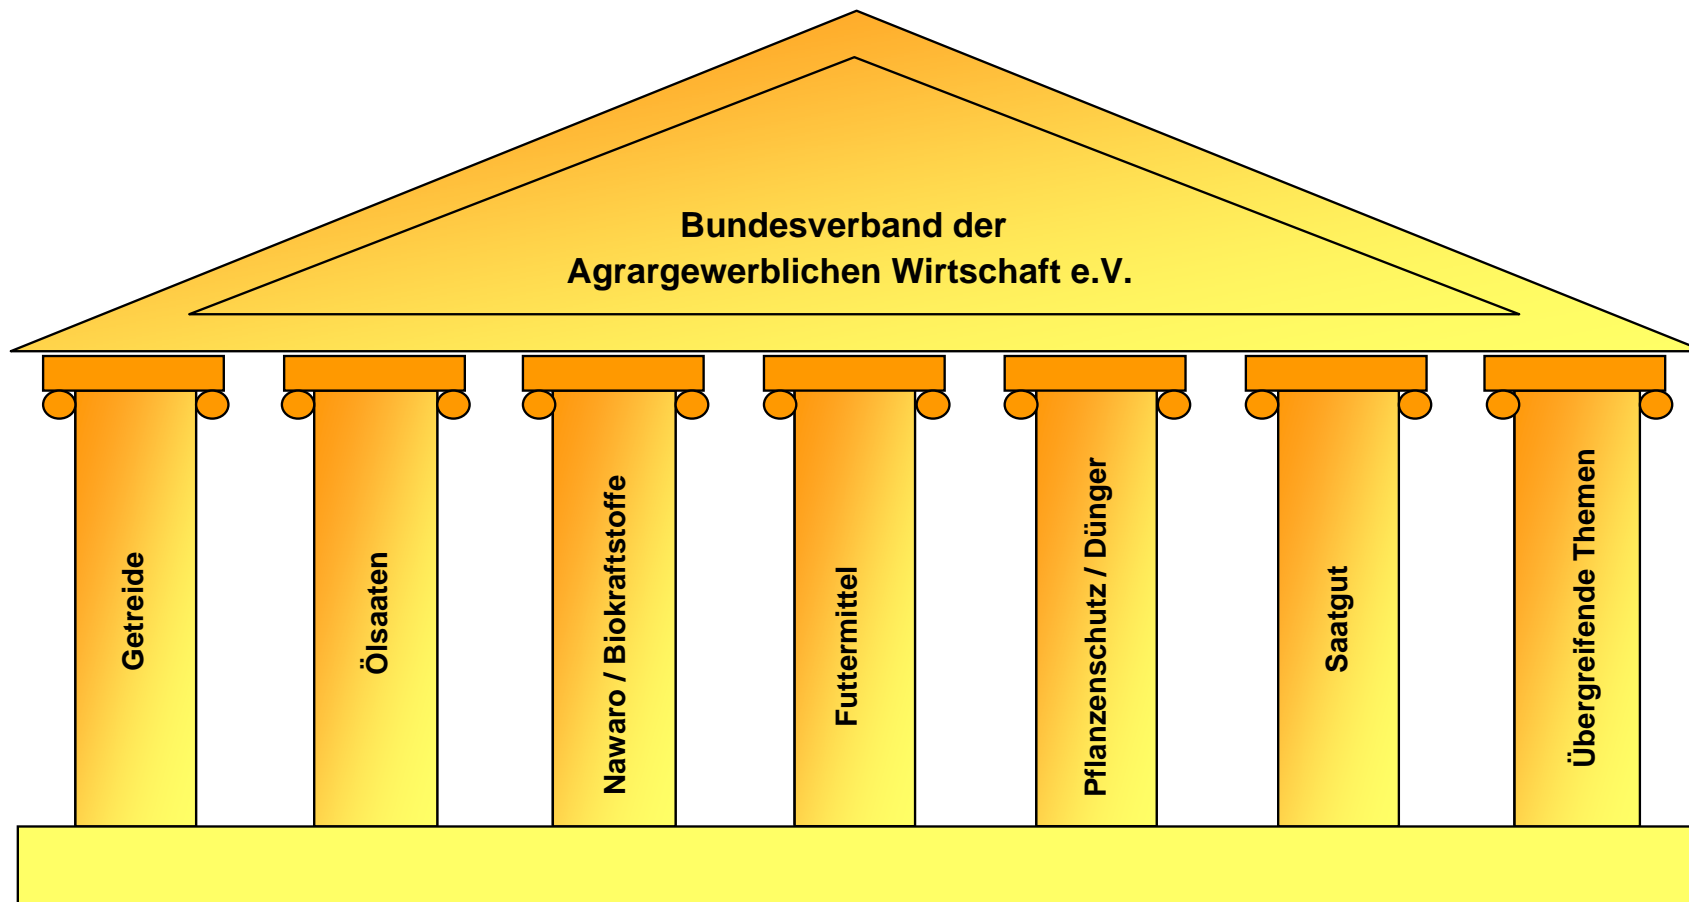 Bundesverband der
Agrargewerblichen Wirtschaft e.V.
Getreide
Ölsaaten
Nawaro / Biokraftstoffe
Futtermittel
Pflanzenschutz / Dünger
Saatgut
Übergreifende Themen